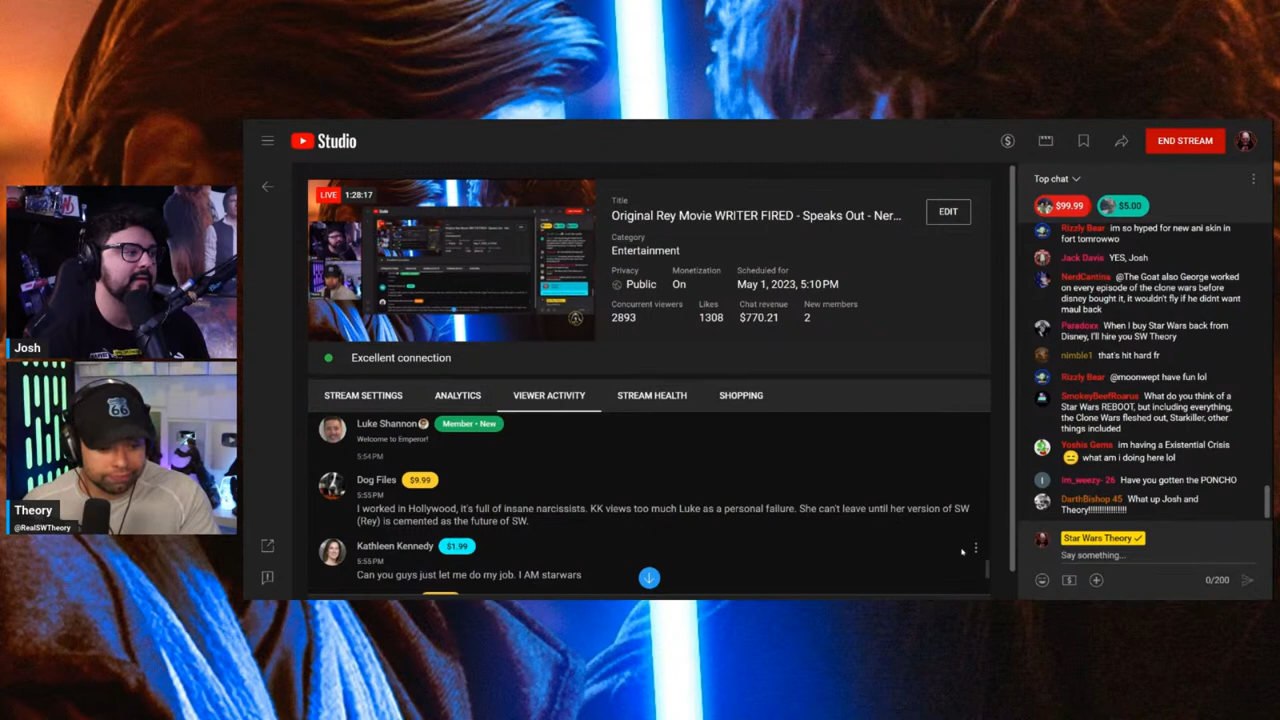 Studio
END STREAM
LIVE 1:28:17
Title
Original Rey Movie WRITER FIRED - Speaks Out - Ner...
EDIT
Category
Entertainment
Privacy Monetization Scheduled for
Public On May 1, 2023, 5:10 PM
Concurrent viewers Likes Chat revenue New members
2893 1308 $770.21 2
Excellent connection
STREAM SETTINGS ANALYTICS VIEWER ACTIVITY STREAM HEALTH SHOPPING
Luke Shannon Member • New
Welcome to Emperor!
5:54PM
Dog Files $9.99
5:55PM
I worked in Hollywood, it's full of insane narcissists. KK views too much Luke as a personal failure. She can't leave until her version of SW
(Rey) is cemented as the future of SW.
Kathleen Kennedy $1.99
5:55PM
Can you guys just let me do my job. I AM starwars
Top chat
$99.99 $5.00
Rizzly Bear im so hyped for new ani skin in
fort tomrowwo
Jack Davis YES, Josh
NerdCantina @The Goat also George worked
on every episode of the clone wars before
disney bought it, it wouldnt fly if he didnt want
maul back
Paradoxx When I buy Star Wars back from
Disney, I'll hire you SW Theory
nimble1 that's hit hard fr
Rizzly Bear @moonwept have fun lol
SmokeyBeefRoarus What do you think of a
Star Wars REBOOT, but including everything,
the Clone Wars fleshed out, Starkiller, other
things included
Yoshis Gems im having a Existential Crisis
what am i doing here lol
Im_weezy- 26 Have you gotten the PONCHO
DarthBishop 45 What up Josh and
Theory!!!!!!!!!!!!!!!!!
Star Wars Theory
Say something...
0/200
Josh
66
Theory
@RealSWTheory